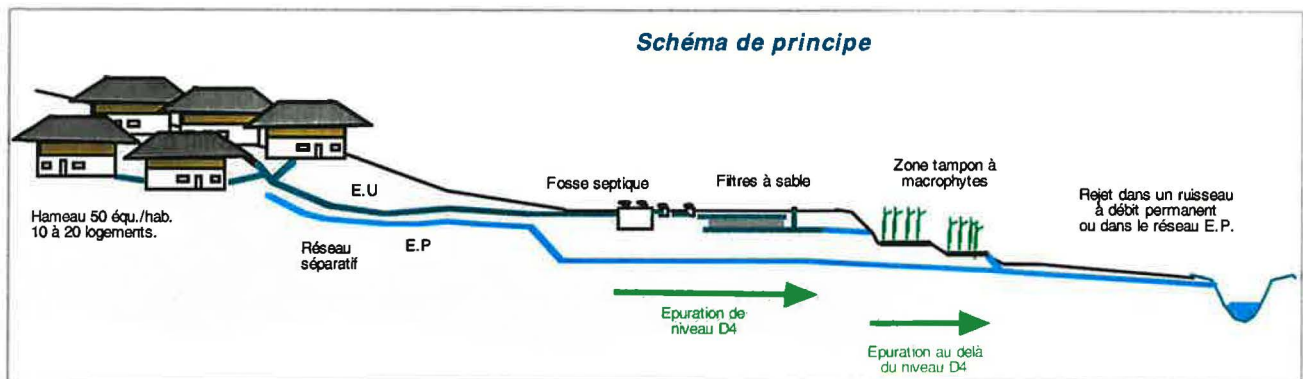 Schéma de principe
Hameau 50 équ./hab.
10 à 20 logements.
E.U
Réseau
séparatif
E.P
Fosse septique
Filtres à sable
Zone tampon à
macrophytes
Rejet dans un ruisseau
à débit permanent
ou dans le réseau E.P.
Epuration de
niveau D4
Epuration au delà
du niveau D4